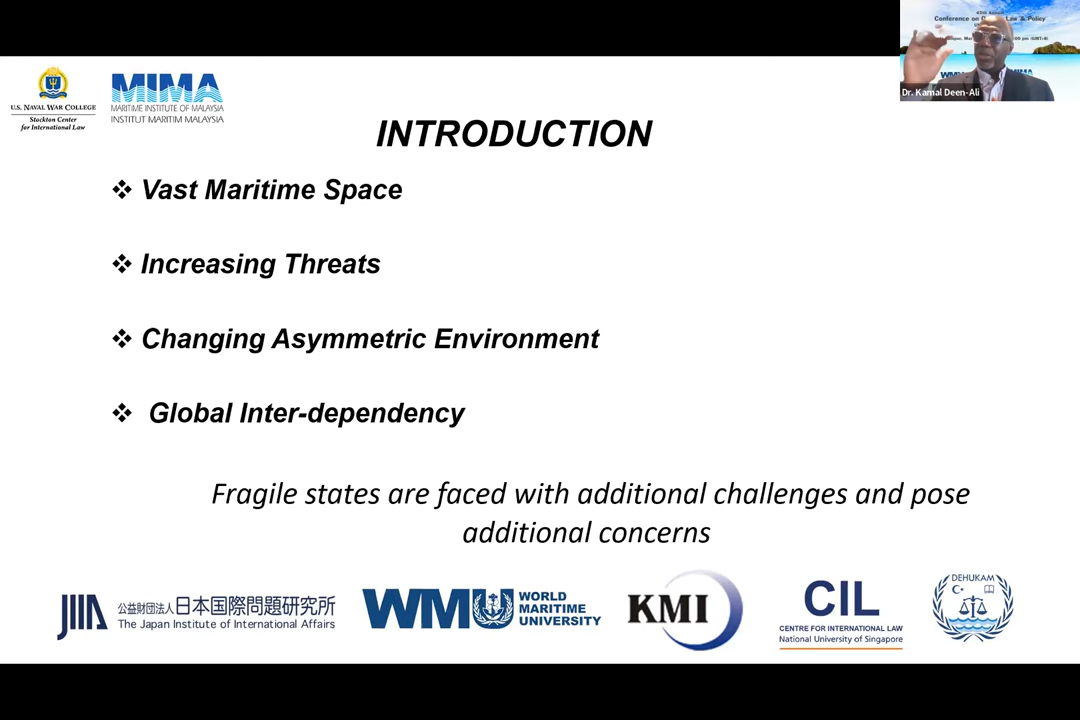 Conference on
Law & Policy
Dr. Kamal Deen-Ali
U.S. NAVAL WAR COLLEGE
Stockton Center
for International Law
MIMA
MARITIME INSTITUTE OF MALAYSIA
INSTITUT MARITIM MALAYSIA
INTRODUCTION
❖ Vast Maritime Space
❖ Increasing Threats
❖ Changing Asymmetric Environment
❖ Global Inter-dependency
Fragile states are faced with additional challenges and pose
additional concerns
JIIA
公益財団法人日本国際問題研究所
The Japan Institute of International Affairs
WMU
WORLD
MARITIME
UNIVERSITY
KMI
CIL
CENTRE FOR INTERNATIONAL LAW
National University of Singapore
DEHUKAM